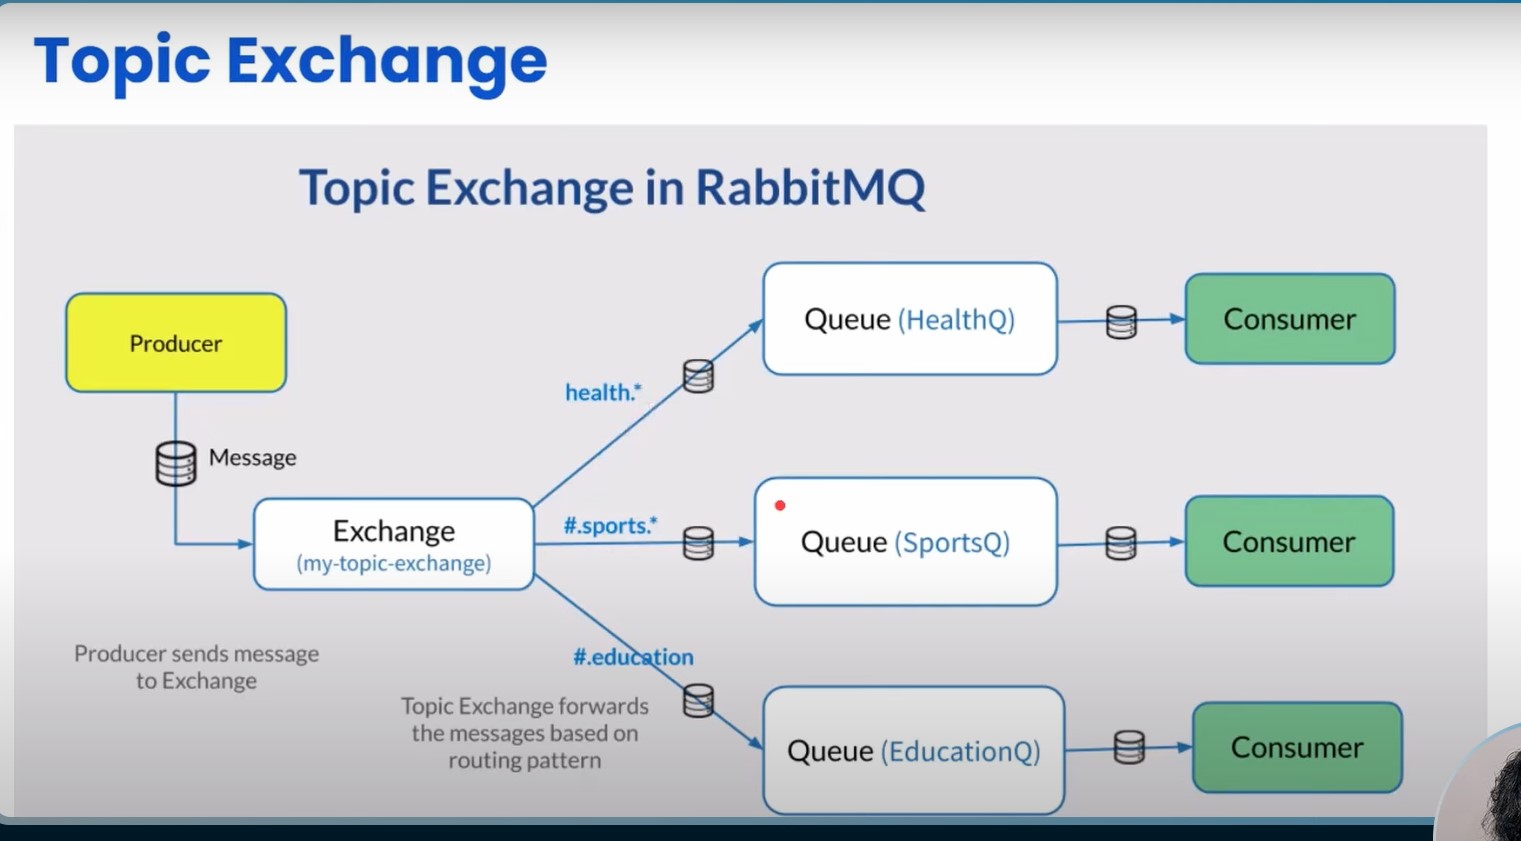 Topic Exchange
Topic Exchange in RabbitMQ
Producer
Message
Exchange
(my-topic-exchange)
Producer sends message
to Exchange
Topic Exchange forwards
the messages based on
routing pattern
health.*
#.sports.*
#.education
Queue (HealthQ)
Consumer
Queue (SportsQ)
Consumer
Queue (EducationQ)
Consumer